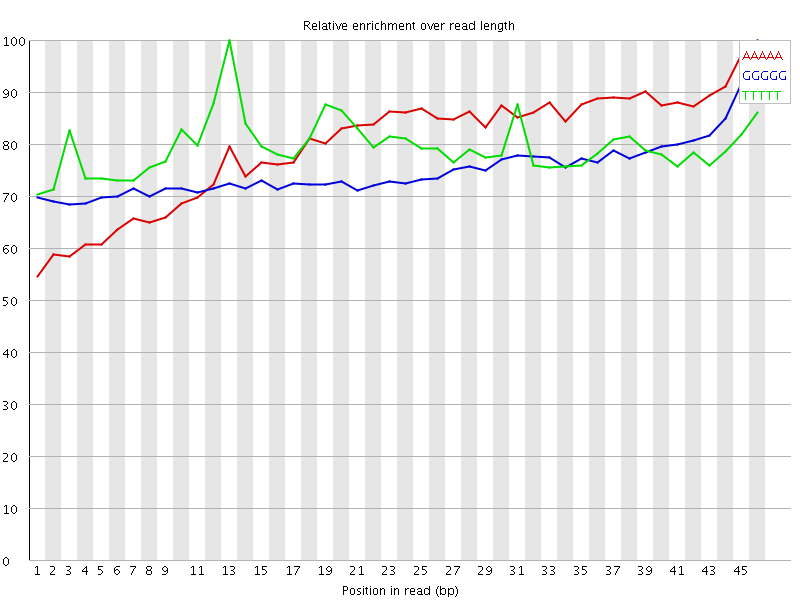 Relative enrichment over read length
100
90
80
70
60
50
40
30
20
10
0
AAAAA
GGGGG
TTTTT
1 2 3 4 5 6 7 8 9 11 13 15 17 19 21 23 25 27 29 31 33 35 37 39 41 43 45
Position in read (bp)